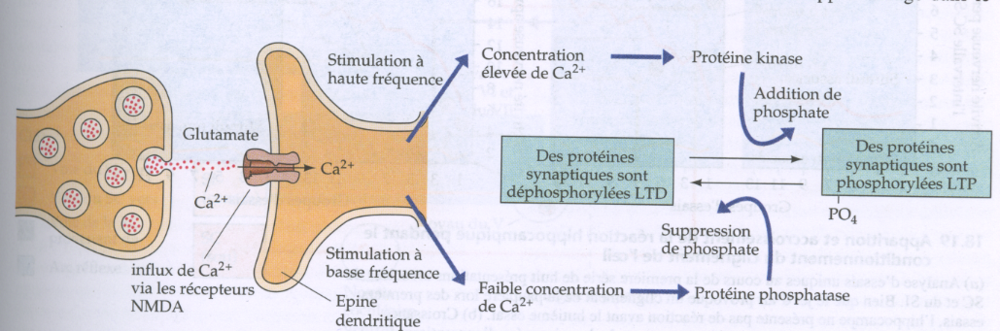 Stimulation à
haute fréquence
Concentration
élevée de Ca²⁺
Protéine kinase
Addition de
phosphate
Glutamate
Ca²⁺
Ca²⁺
Des protéines
synaptiques sont
déphosphorylées LTD
Des protéines
synaptiques sont
phosphorylées LTP
PO₄
Suppression
de phosphate
influx de Ca²⁺
via les récepteurs
NMDA
Stimulation à
basse fréquence
Epine
dendritique
Faible concentration
de Ca²⁺
Protéine phosphatase